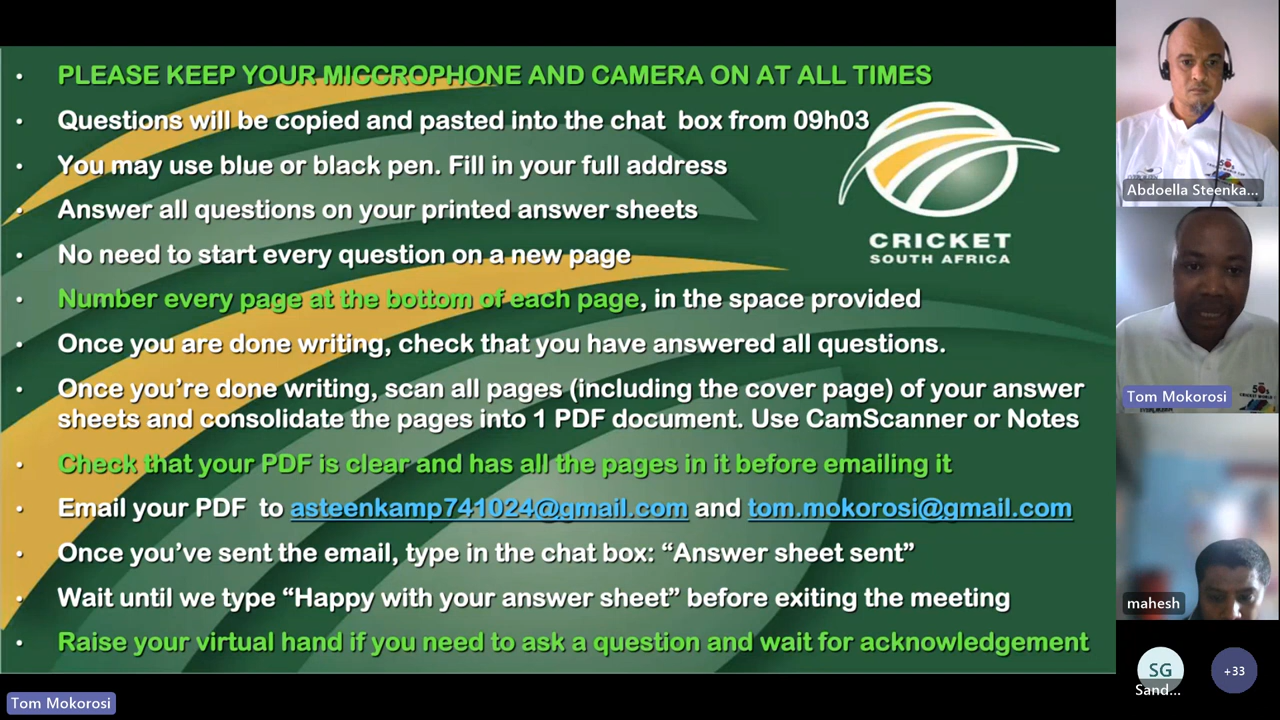 • PLEASE KEEP YOUR MICCROPHONE AND CAMERA ON AT ALL TIMES
• Questions will be copied and pasted into the chat box from 09h03
• You may use blue or black pen. Fill in your full address
• Answer all questions on your printed answer sheets
• No need to start every question on a new page
• Number every page at the bottom of each page, in the space provided
• Once you are done writing, check that you have answered all questions.
• Once you’re done writing, scan all pages (including the cover page) of your answer
sheets and consolidate the pages into 1 PDF document. Use CamScanner or Notes
• Check that your PDF is clear and has all the pages in it before emailing it
• Email your PDF to asteenkamp741024@gmail.com and tom.mokorosi@gmail.com
• Once you’ve sent the email, type in the chat box: “Answer sheet sent”
• Wait until we type “Happy with your answer sheet” before exiting the meeting
• Raise your virtual hand if you need to ask a question and wait for acknowledgement
CRICKET
SOUTH AFRICA
Abdoella Steenka...
Tom Mokorosi
mahesh
SG
Sand...
+33
Tom Mokorosi